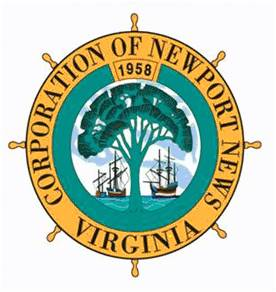 CORPORATION OF NEWPORT NEWS
1958
VIRGINIA